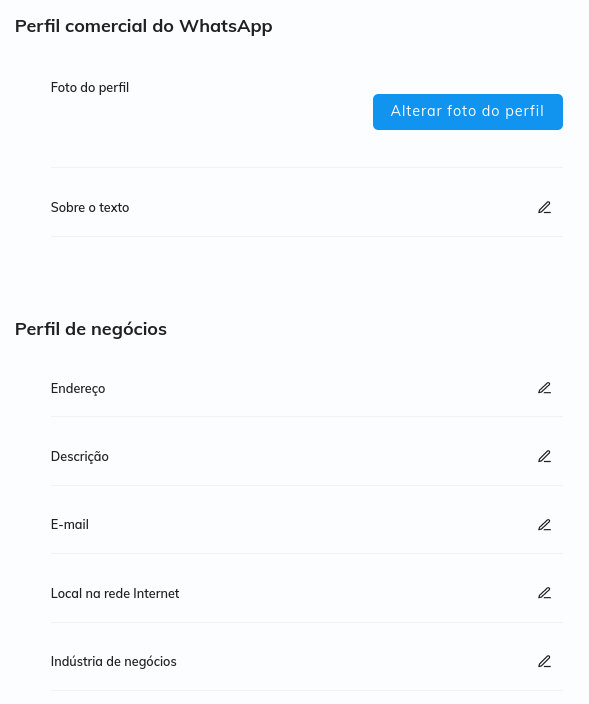 Perfil comercial do WhatsApp
Foto do perfil
Alterar foto do perfil
Sobre o texto
Perfil de negócios
Endereço
Descrição
E-mail
Local na rede Internet
Indústria de negócios